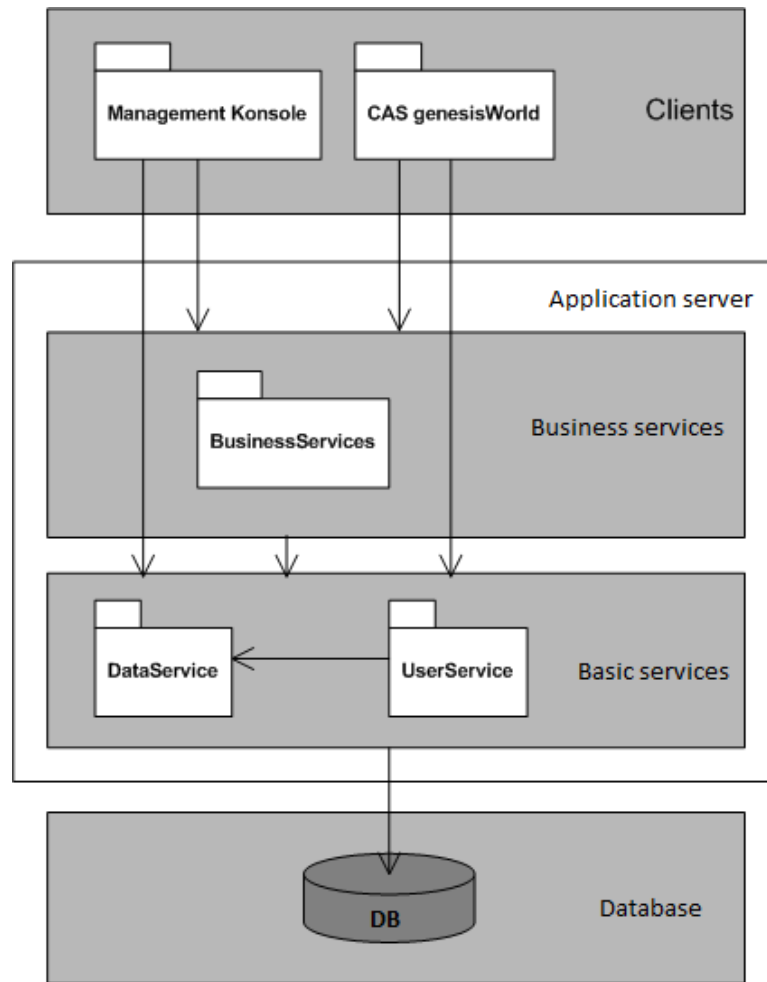 Management Konsole
CAS genesisWorld
Clients
Application server
BusinessServices
Business services
DataService
UserService
Basic services
DB
Database